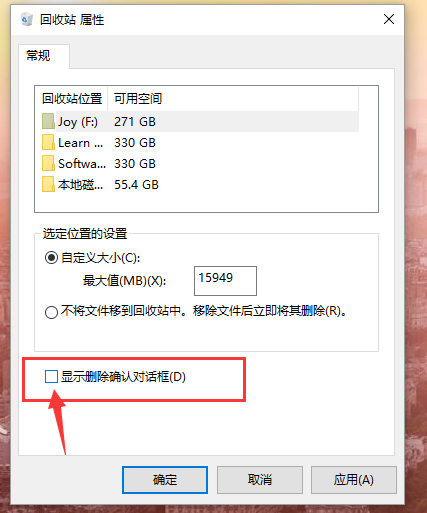 回收站 属性
常规
回收站位置 可用空间
Joy (F:) 271 GB
Learn ... 330 GB
Softwa... 330 GB
本地磁... 55.4 GB
选定位置的设置
自定义大小(C):
最大值(MB)(X): 15949
不将文件移到回收站中。移除文件后立即将其删除(R)。
显示删除确认对话框(D)
确定 取消 应用(A)